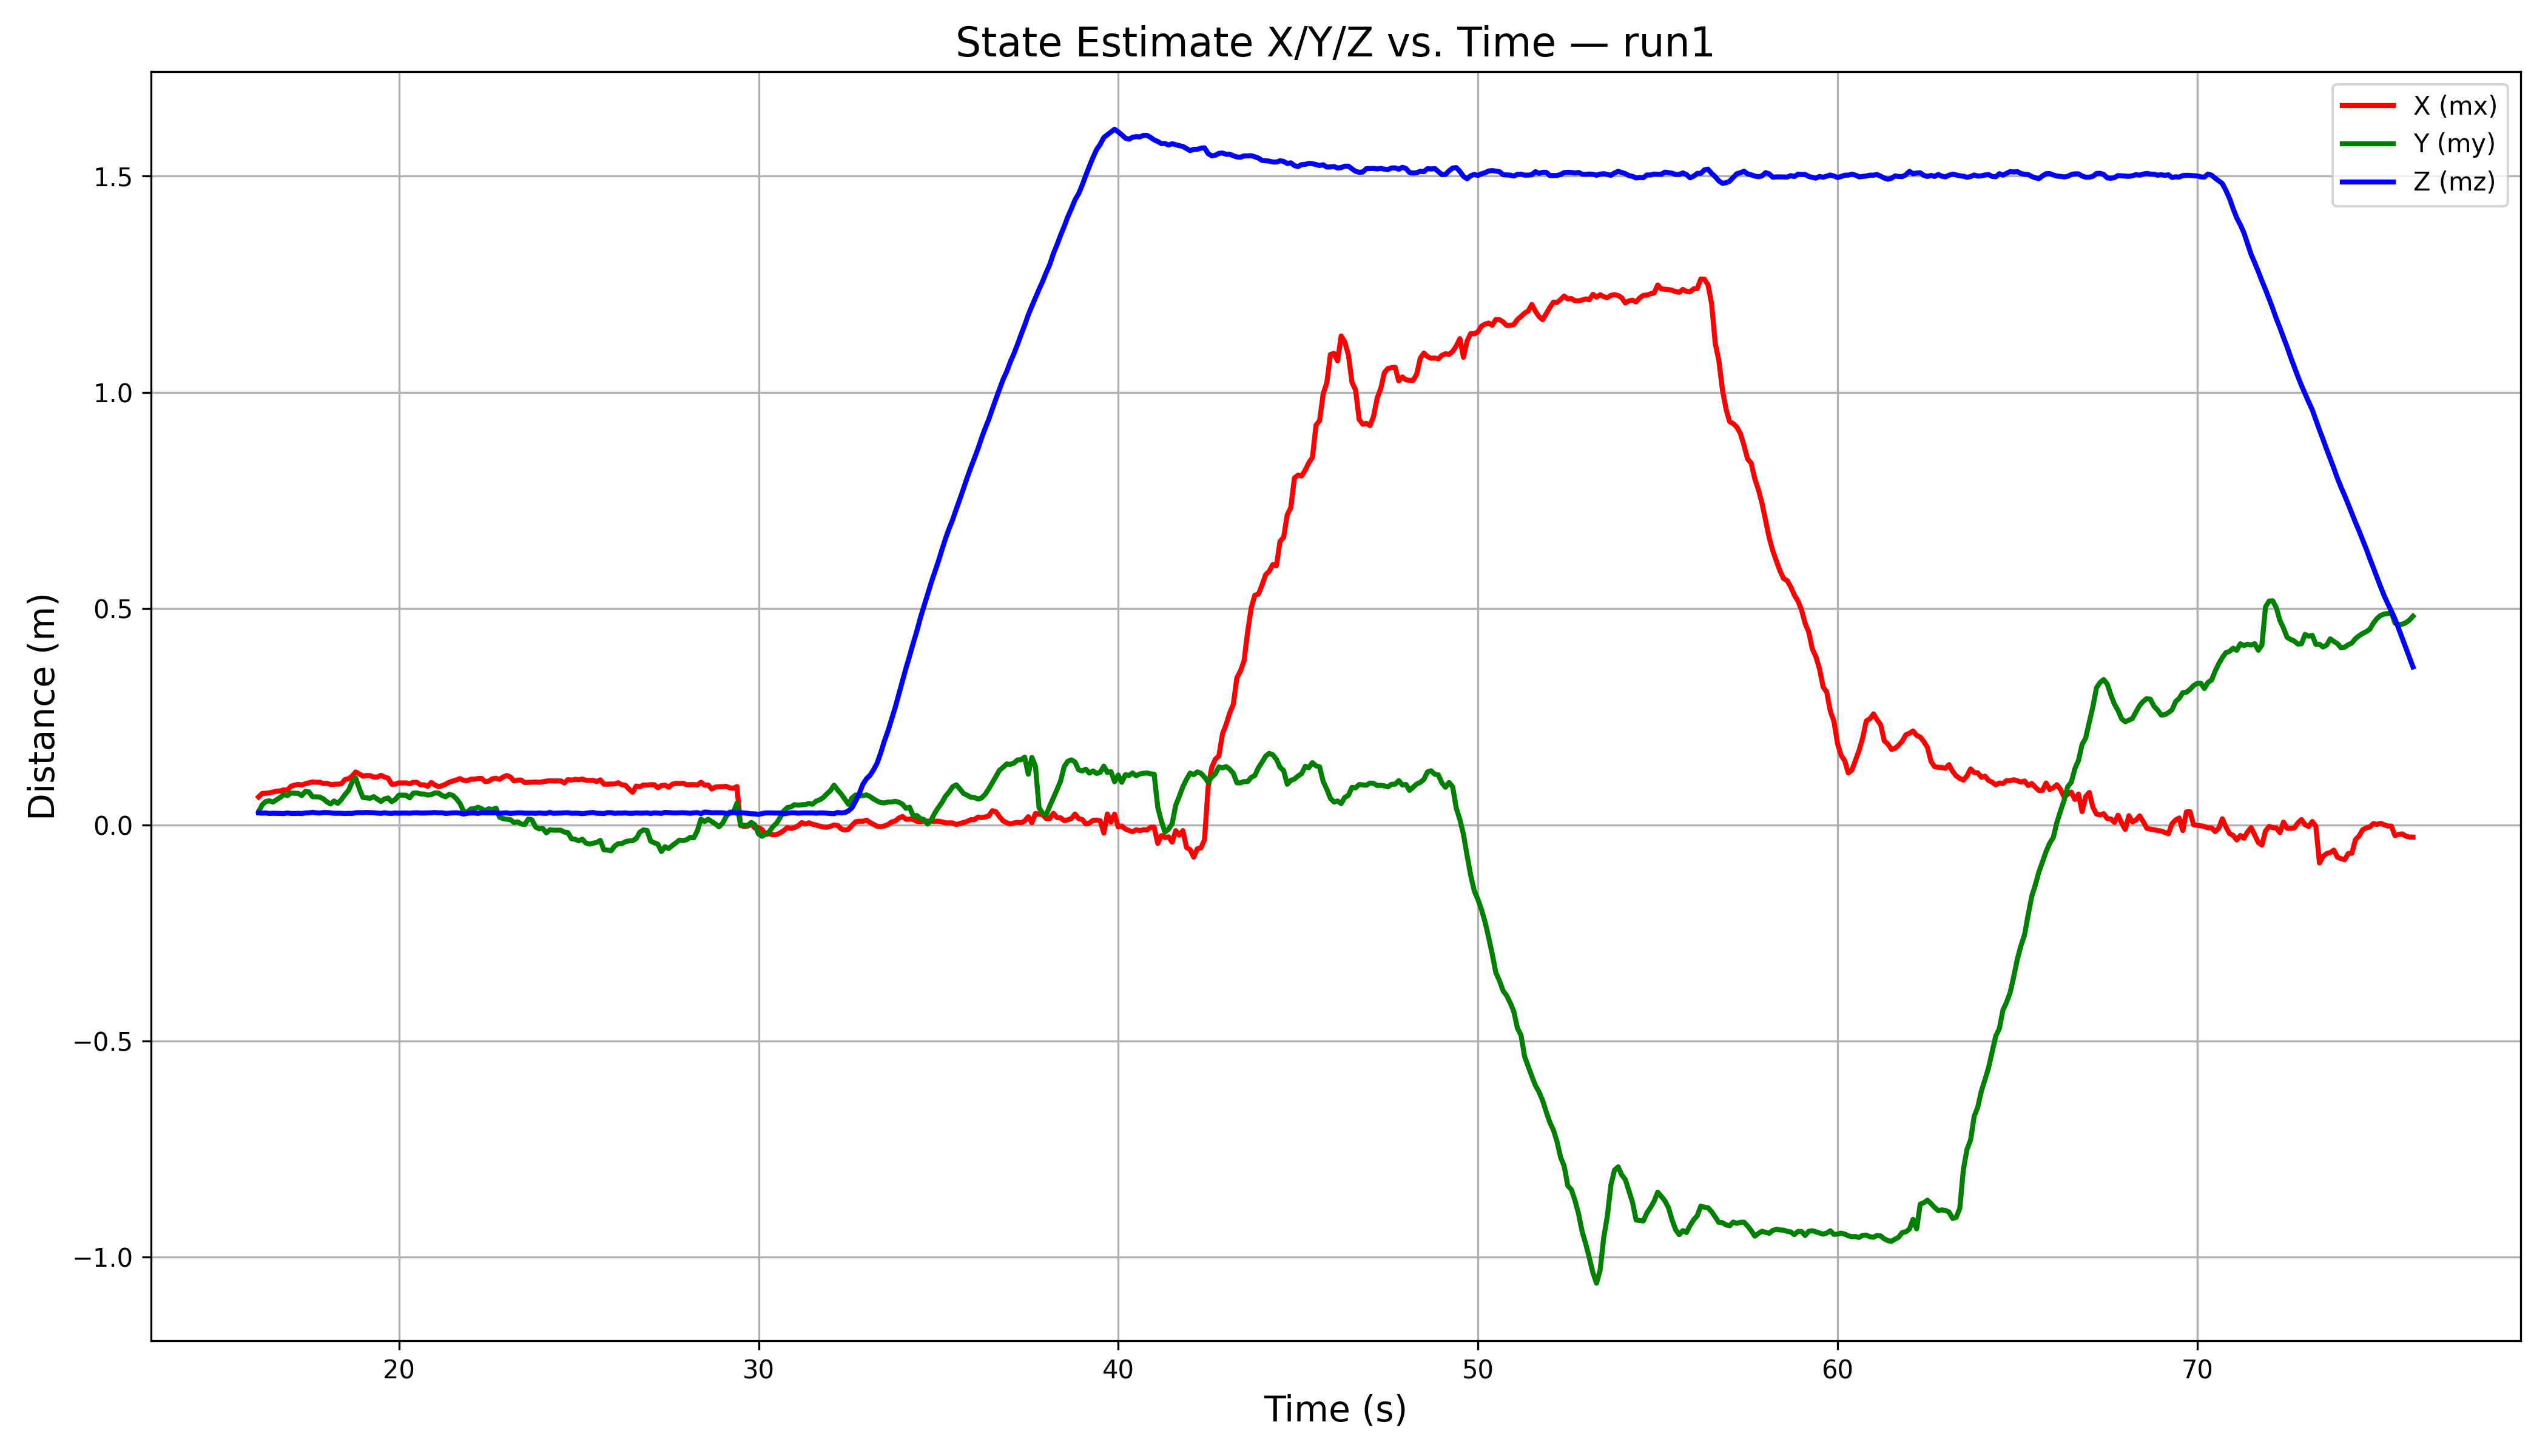 State Estimate X/Y/Z vs. Time — run1
X (mx)
Y (my)
Z (mz)
Distance (m)
1.5
1.0
0.5
0.0
−0.5
−1.0
20 30 40 50 60 70
Time (s)